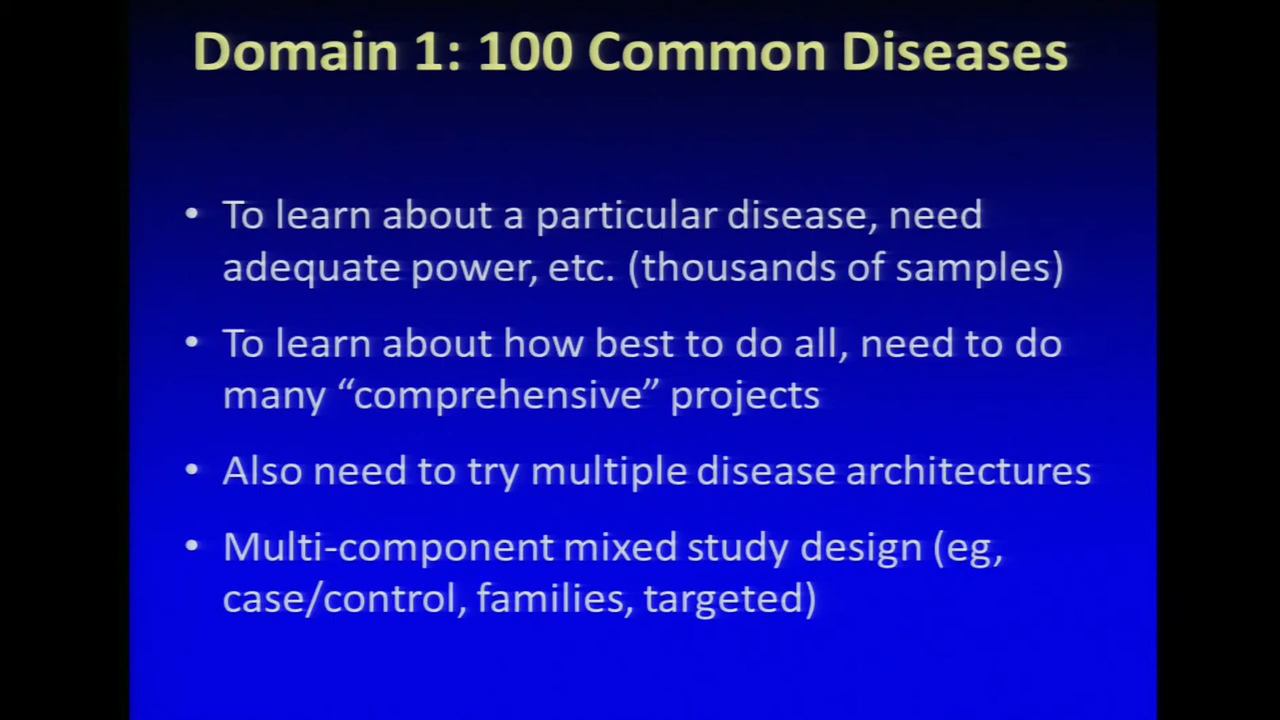 Domain 1: 100 Common Diseases
• To learn about a particular disease, need
adequate power, etc. (thousands of samples)
• To learn about how best to do all, need to do
many “comprehensive” projects
• Also need to try multiple disease architectures
• Multi-component mixed study design (eg,
case/control, families, targeted)